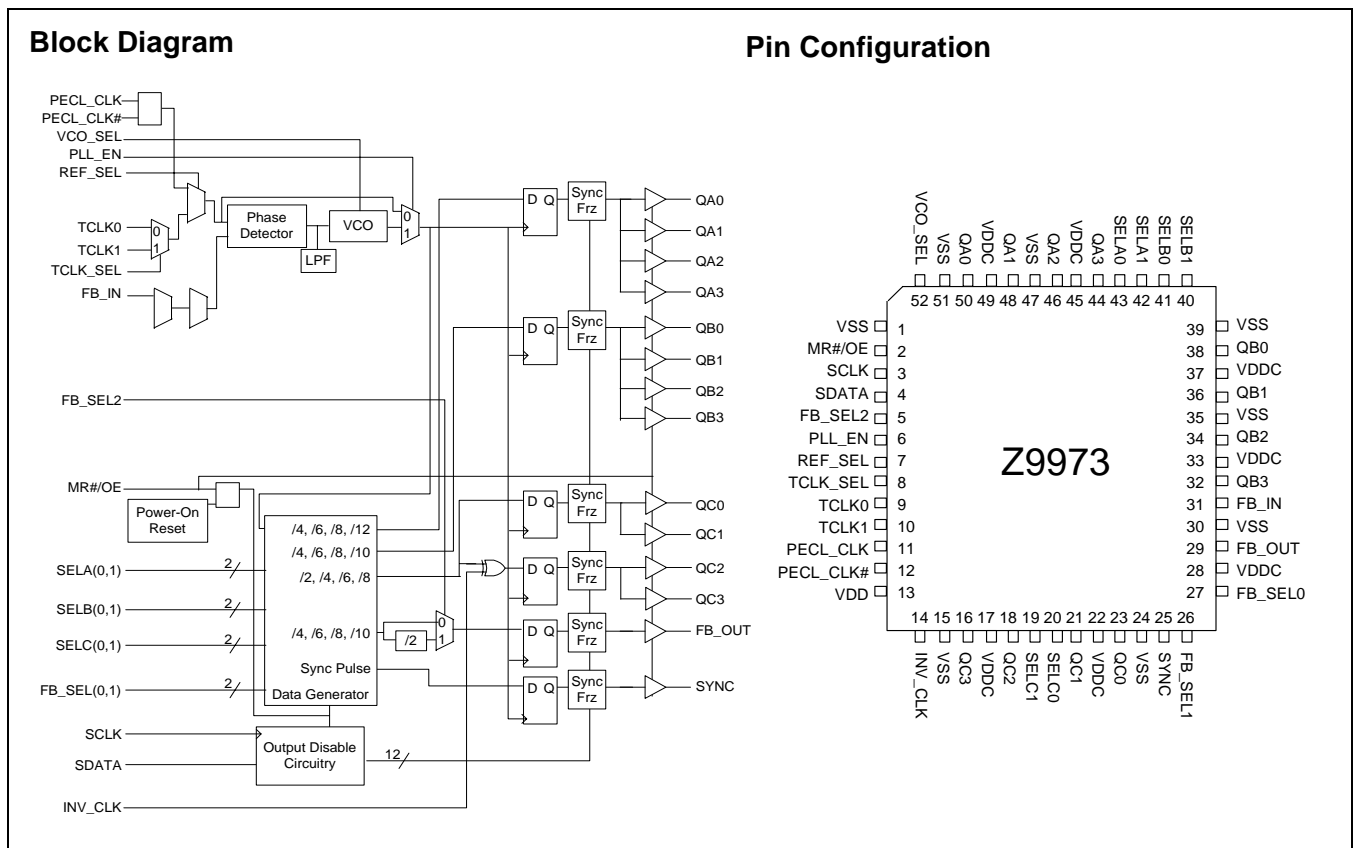 Block Diagram
PECL_CLK
PECL_CLK#
VCO_SEL
PLL_EN
REF_SEL
TCLK0
TCLK1
TCLK_SEL
FB_IN
0
1
Phase
Detector
LPF
VCO
0
1
FB_SEL2
MR#/OE
Power-On
Reset
SELA(0,1)
2
SELB(0,1)
2
SELC(0,1)
2
FB_SEL(0,1)
2
SCLK
SDATA
INV_CLK
/4, /6, /8, /12
/4, /6, /8, /10
/2, /4, /6, /8
/4, /6, /8, /10
/2
0
1
Sync Pulse
Data Generator
Output Disable
Circuitry
12
D Q
Sync
Frz
QA0
QA1
QA2
QA3
D Q
Sync
Frz
QB0
QB1
QB2
QB3
D Q
Sync
Frz
QC0
QC1
D Q
Sync
Frz
QC2
QC3
D Q
Sync
Frz
FB_OUT
D Q
Sync
Frz
SYNC
Pin Configuration
VCO_SEL
VSS
QA0
VDDC
QA1
VSS
QA2
VDDC
QA3
SELA0
SELA1
SELB0
SELB1
52 51 50 49 48 47 46 45 44 43 42 41 40
VSS 1
MR#/OE 2
SCLK 3
SDATA 4
FB_SEL2 5
PLL_EN 6
REF_SEL 7
TCLK_SEL 8
TCLK0 9
TCLK1 10
PECL_CLK 11
PECL_CLK# 12
VDD 13
Z9973
39 VSS
38 QB0
37 VDDC
36 QB1
35 VSS
34 QB2
33 VDDC
32 QB3
31 FB_IN
30 VSS
29 FB_OUT
28 VDDC
27 FB_SEL0
14 15 16 17 18 19 20 21 22 23 24 25 26
INV_CLK
VSS
QC3
VDDC
QC2
SELC1
SELC0
QC1
VDDC
QC0
VSS
SYNC
FB_SEL1